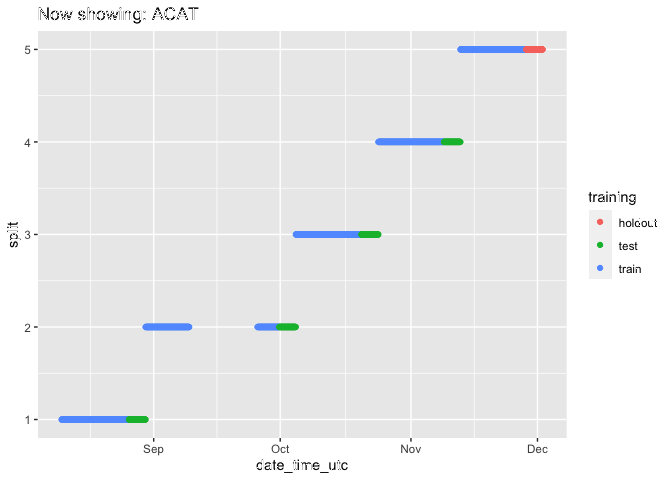 Now showing: ACAT
5
4
3
2
1
split
Sep
Oct
Nov
Dec
date_time_utc
training
holdout
test
train